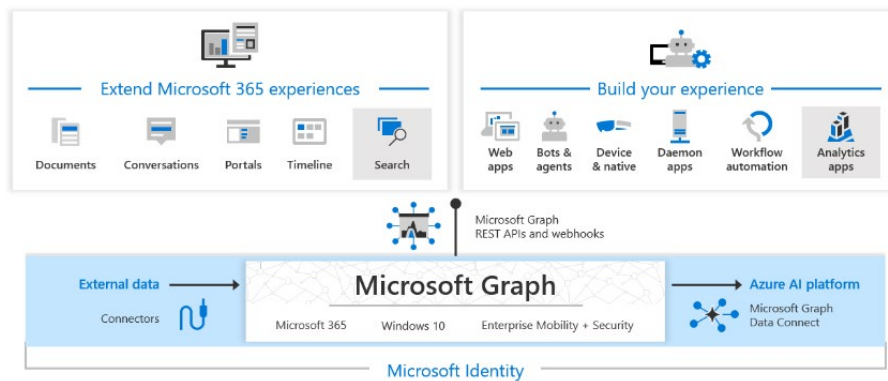 Extend Microsoft 365 experiences
Documents
Conversations
Portals
Timeline
Search
Build your experience
Web
apps
Bots &
agents
Device
& native
Daemon
apps
Workflow
automation
Analytics
apps
Microsoft Graph
REST APIs and webhooks
External data
Connectors
Microsoft Graph
Microsoft 365
Windows 10
Enterprise Mobility + Security
Azure AI platform
Microsoft Graph
Data Connect
Microsoft Identity